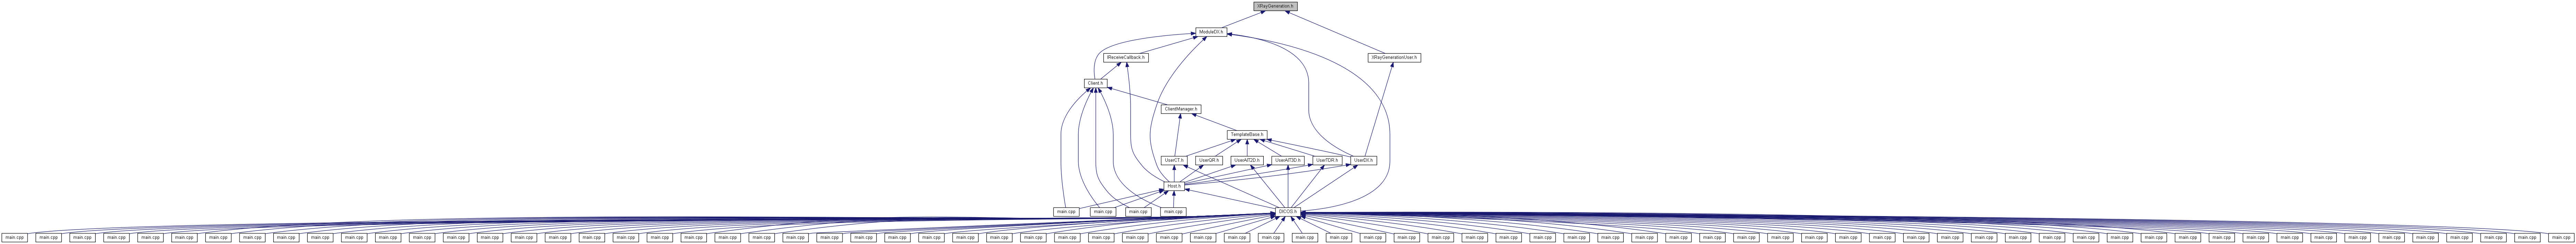 XRayGeneration.h
ModuleDX.h
IReceiveCallback.h XRayGenerationUser.h
Client.h
ClientManager.h
TemplateBase.h
UserCT.h UserQR.h UserAIT2D.h UserAIT3D.h UserTDR.h UserDX.h
Host.h
main.cpp main.cpp main.cpp main.cpp DICOS.h
main.cpp main.cpp main.cpp main.cpp main.cpp main.cpp main.cpp main.cpp main.cpp main.cpp main.cpp main.cpp main.cpp main.cpp main.cpp main.cpp main.cpp main.cpp main.cpp main.cpp main.cpp main.cpp main.cpp main.cpp main.cpp main.cpp main.cpp main.cpp main.cpp main.cpp main.cpp main.cpp main.cpp main.cpp main.cpp main.cpp main.cpp main.cpp main.cpp main.cpp main.cpp main.cpp main.cpp main.cpp main.cpp main.cpp main.cpp main.cpp main.cpp main.cpp main.cpp main.cpp main.cpp main.cpp main.cpp main.cpp main.cpp main.cpp main.cpp main.cpp main.cpp main.cpp main.cpp main.cpp main.cpp main.cpp main.cpp main.cpp main.cpp main.cpp main.cpp main.cpp main.cpp main.cpp main.cpp main.cpp